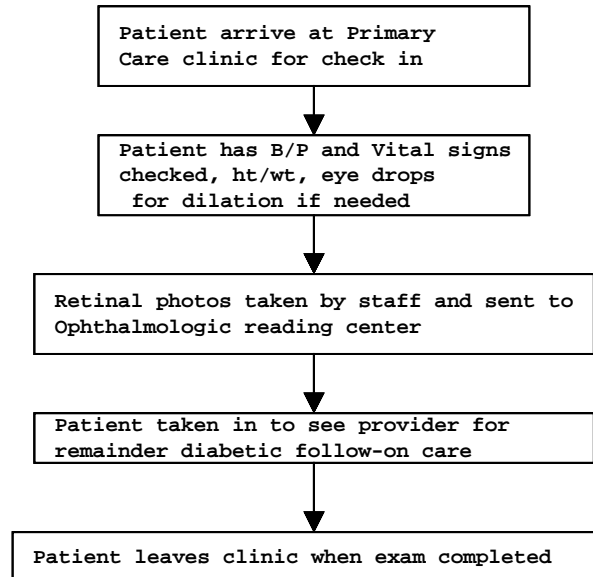 Patient arrive at Primary
Care clinic for check in
Patient has B/P and Vital signs
checked, ht/wt, eye drops
for dilation if needed
Retinal photos taken by staff and sent to
Ophthalmologic reading center
Patient taken in to see provider for
remainder diabetic follow-on care
Patient leaves clinic when exam completed